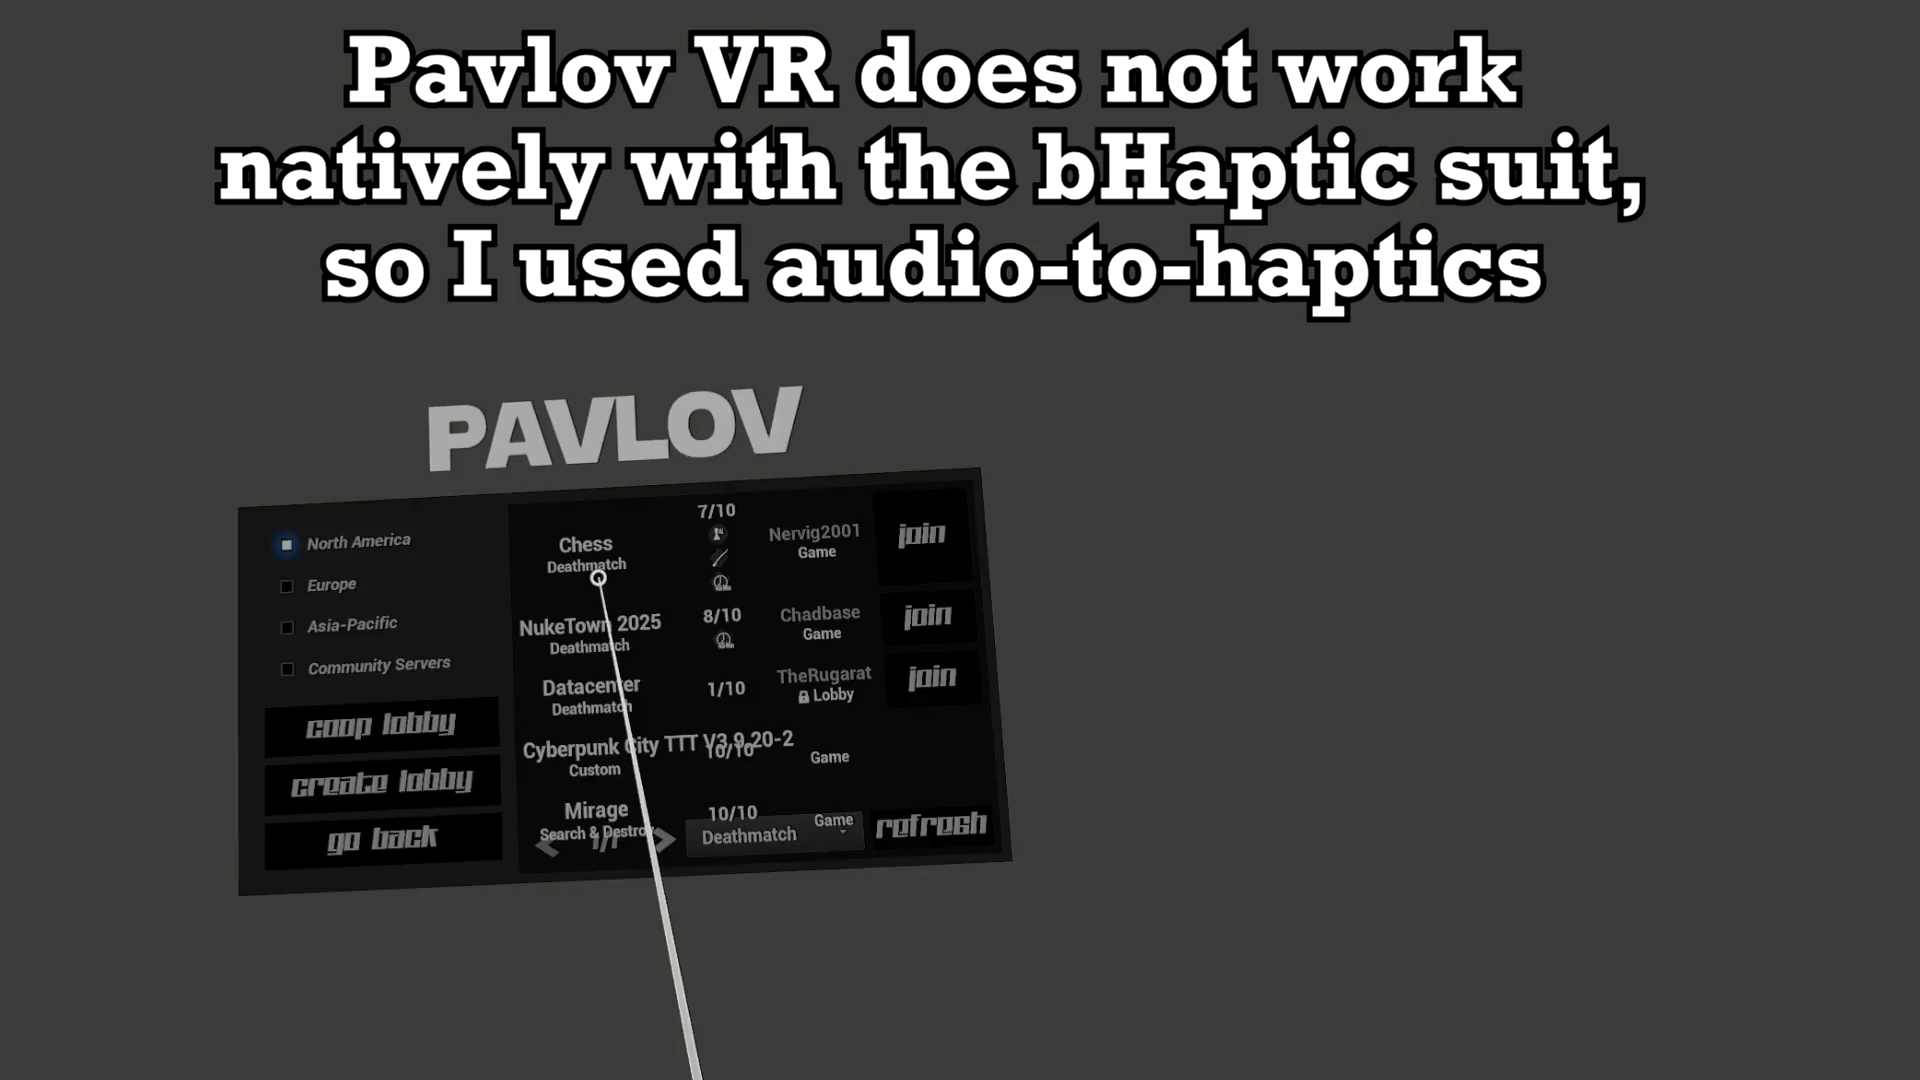 Pavlov VR does not work
natively with the bHaptic suit,
so I used audio-to-haptics
PAVLOV
North America
Europe
Asia-Pacific
Community Servers
coop lobby
create lobby
go back
Chess
Deathmatch
7/10
Nervig2001
Game
join
NukeTown 2025
Deathmatch
8/10
Chadbase
Game
join
Datacenter
Deathmatch
1/10
TheRugarat
Lobby
join
Cyberpunk City TTT V3.9.20-2
Custom
10/10
Game
Mirage
Search & Destroy
10/10
Game
1/1
Deathmatch
refresh